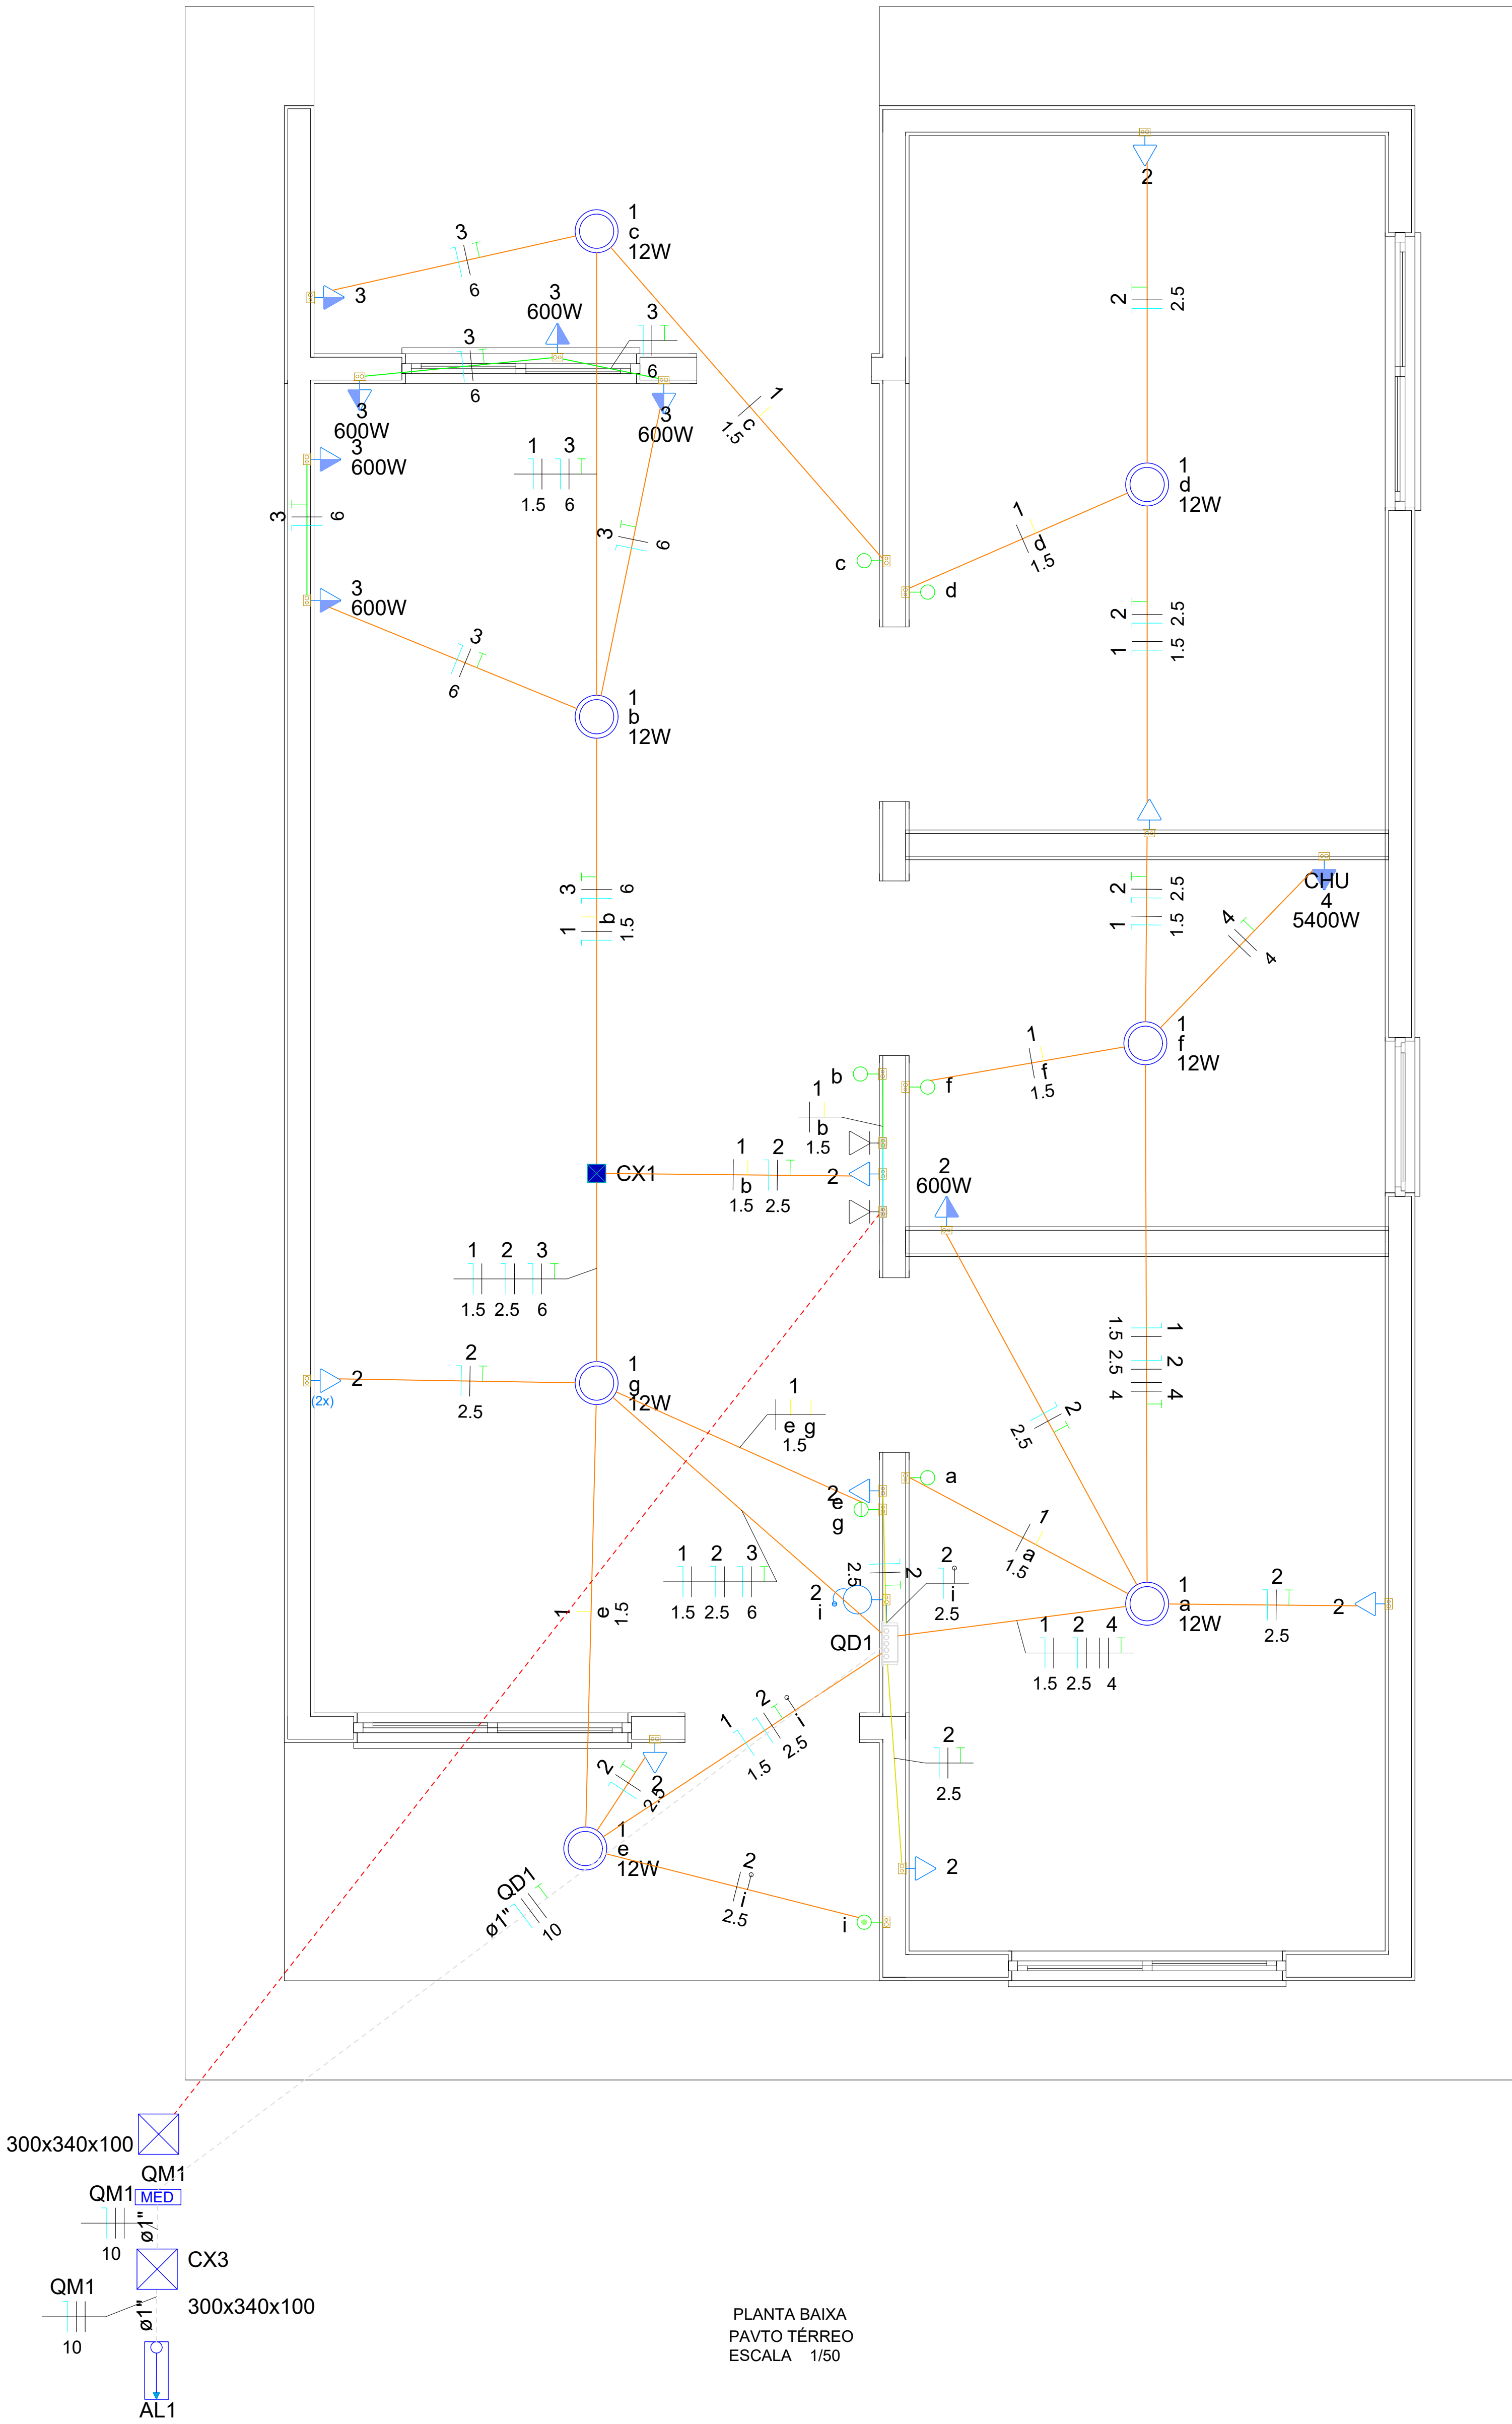 1
c
12W
3
6
3
3
600W
3
6
3
6
2
2
2.5
3
600W
3
600W
3
600W
1
c
1.5
1
d
12W
1 3
1.5 6
3
6
3
6
1
d
1.5
c
d
3
600W
3
6
2
2.5
1
1.5
1
b
12W
3
6
1
b
1.5
2
2.5
1
1.5
CHU
4
5400W
4
4
1
f
12W
1
f
1.5
b
f
1
b
1.5
CX1
1 2
b
1.5 2.5
2
2
600W
1 2 3
1.5 2.5 6
1
1.5
2
2.5
4
4
2
2.5
2
(2x)
1
g
12W
1
e g
1.5
2
2.5
a
2
e
g
1
a
1.5
1 2 3
1.5 2.5 6
2
2.5
2
i
2.5
2
i
1
a
12W
2
2.5
2
QD1
1 2 4
1.5 2.5 4
1
e
1.5
1
1.5
2
i
2.5
2
2.5
2
2
2.5
1
e
12W
2
i
2.5
2
i
QD1
ø1"
10
300x340x100
QM1
MED
QM1
ø1"
10
CX3
QM1
300x340x100
ø1"
10
AL1
PLANTA BAIXA
PAVTO TÉRREO
ESCALA 1/50